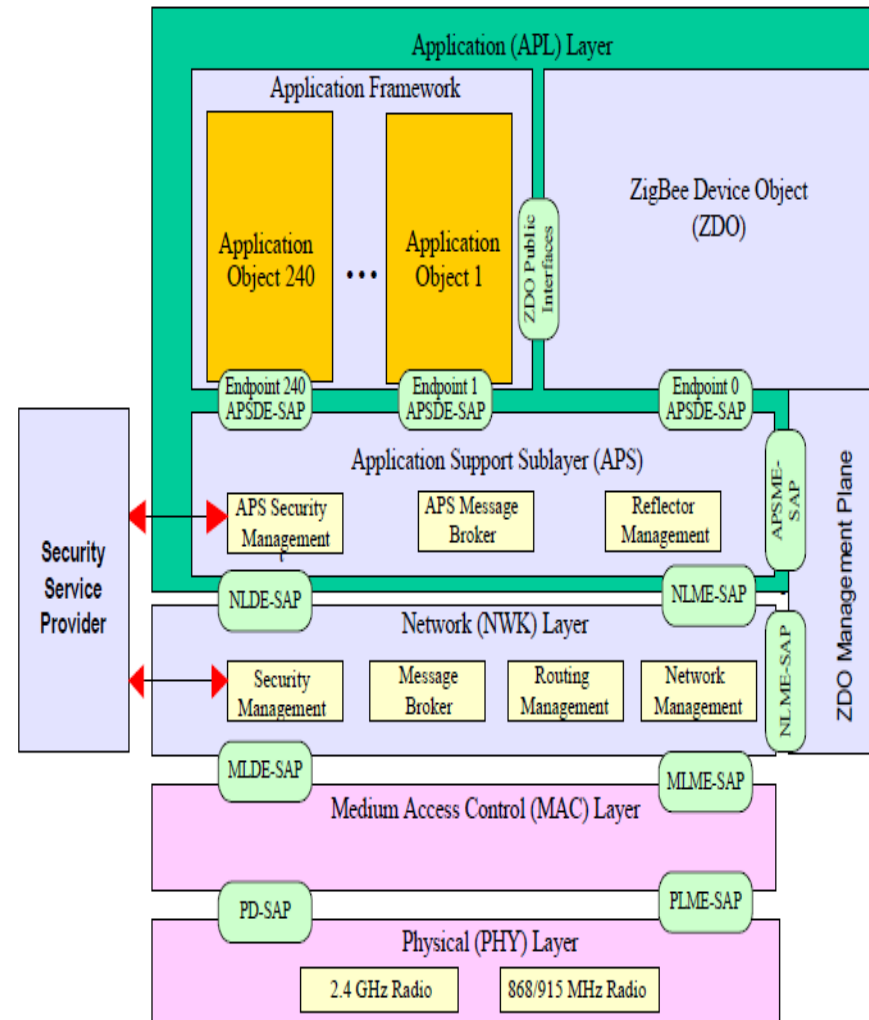 Application (APL) Layer
Application Framework
Application
Object 240
• • •
Application
Object 1
ZDO Public
Interfaces
ZigBee Device Object
(ZDO)
Endpoint 240
APSDE-SAP
Endpoint 1
APSDE-SAP
Endpoint 0
APSDE-SAP
Application Support Sublayer (APS)
APS Security
Management
APS Message
Broker
Reflector
Management
APSME-
SAP
Security
Service
Provider
NLDE-SAP
NLME-SAP
Network (NWK) Layer
Security
Management
Message
Broker
Routing
Management
Network
Management
NLME-SAP
ZDO Management Plane
MLDE-SAP
MLME-SAP
Medium Access Control (MAC) Layer
PD-SAP
PLME-SAP
Physical (PHY) Layer
2.4 GHz Radio
868/915 MHz Radio